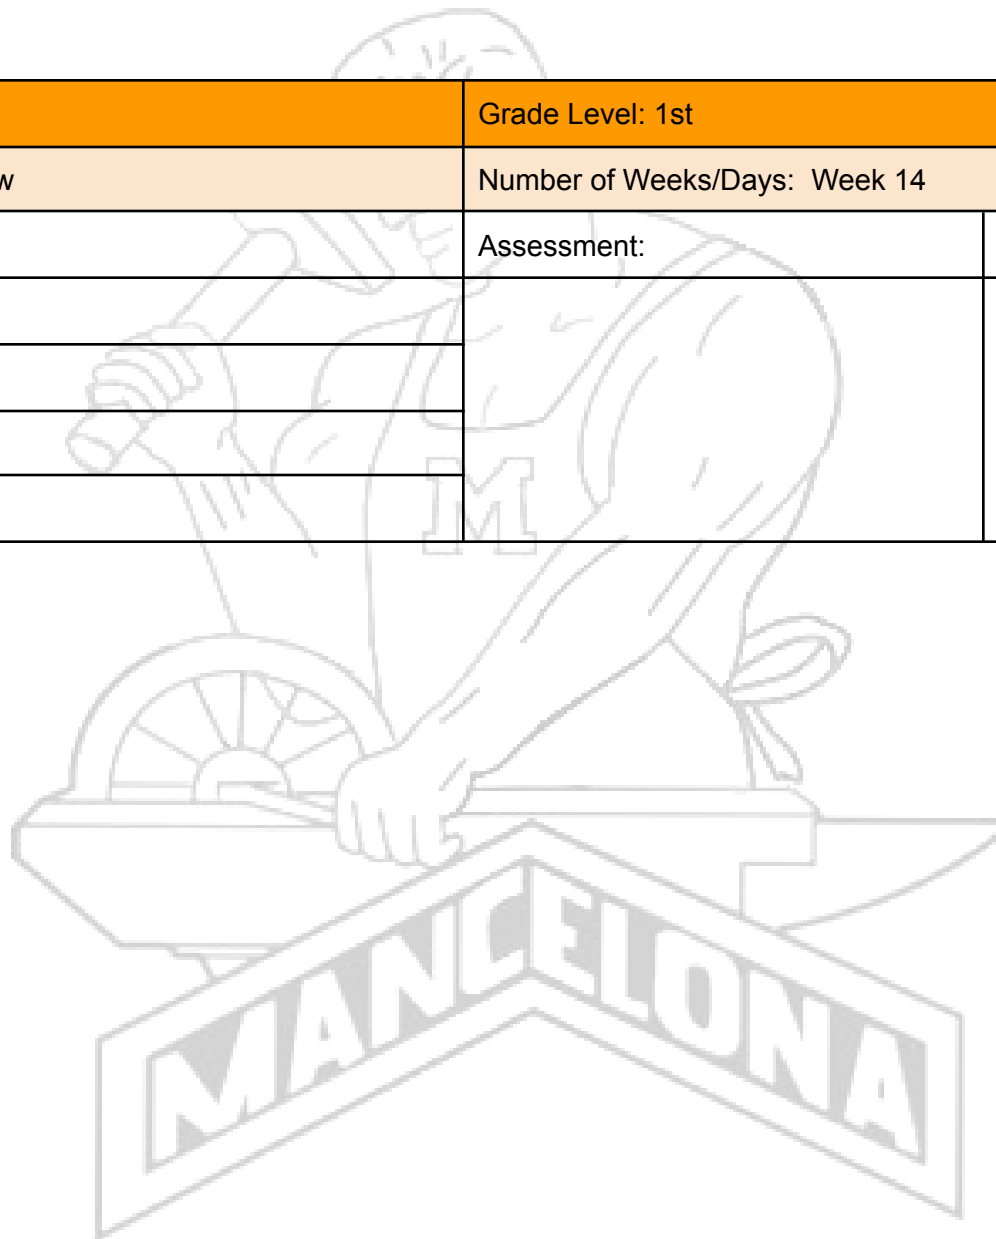 Grade Level: 1st
w Number of Weeks/Days: Week 14
Assessment:
M
MANCELONA